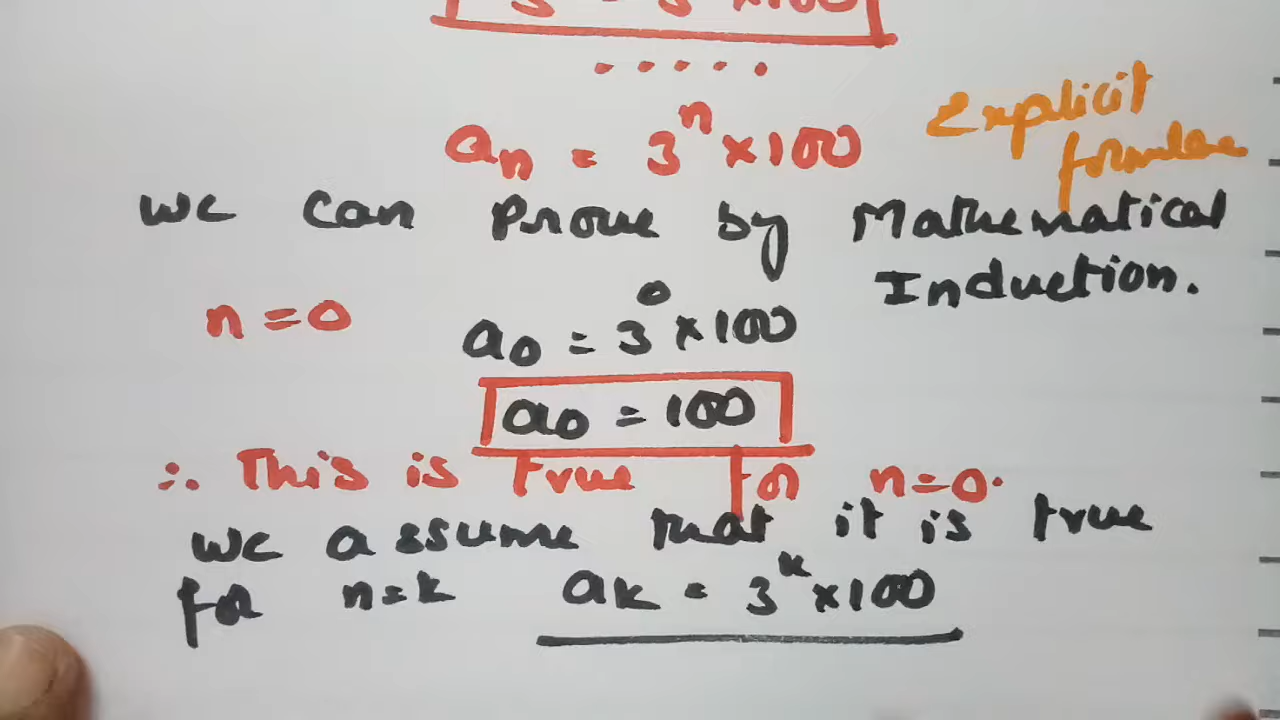 an = 3^n × 100
Explicit
formulae
we can Prove by Mathematical
Induction.
n = 0
a0 = 3^0 × 100
a0 = 100
∴ This is true for n=0.
we assume that it is true
for n=k ak = 3^k × 100